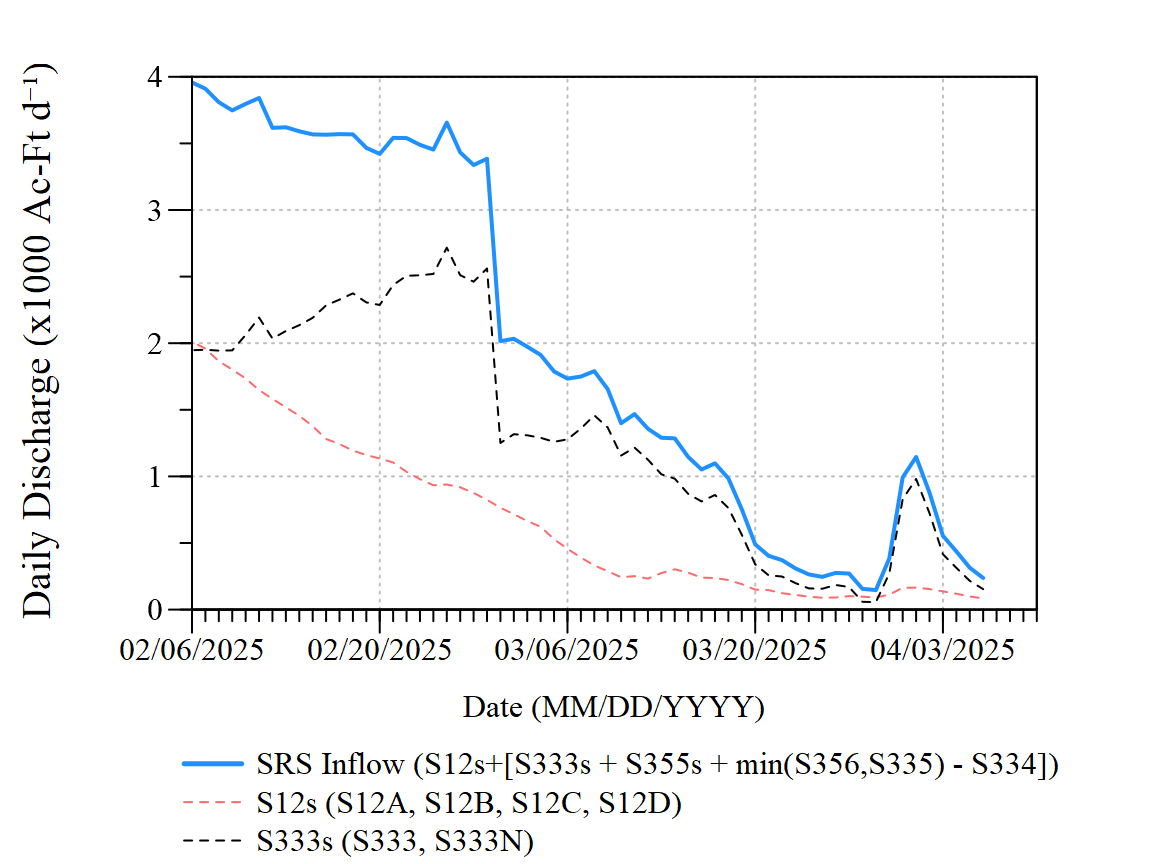 Daily Discharge (x1000 Ac-Ft d⁻¹)
4
3
2
1
0
02/06/2025 02/20/2025 03/06/2025 03/20/2025 04/03/2025
Date (MM/DD/YYYY)
SRS Inflow (S12s+[S333s + S355s + min(S356,S335) - S334])
S12s (S12A, S12B, S12C, S12D)
S333s (S333, S333N)